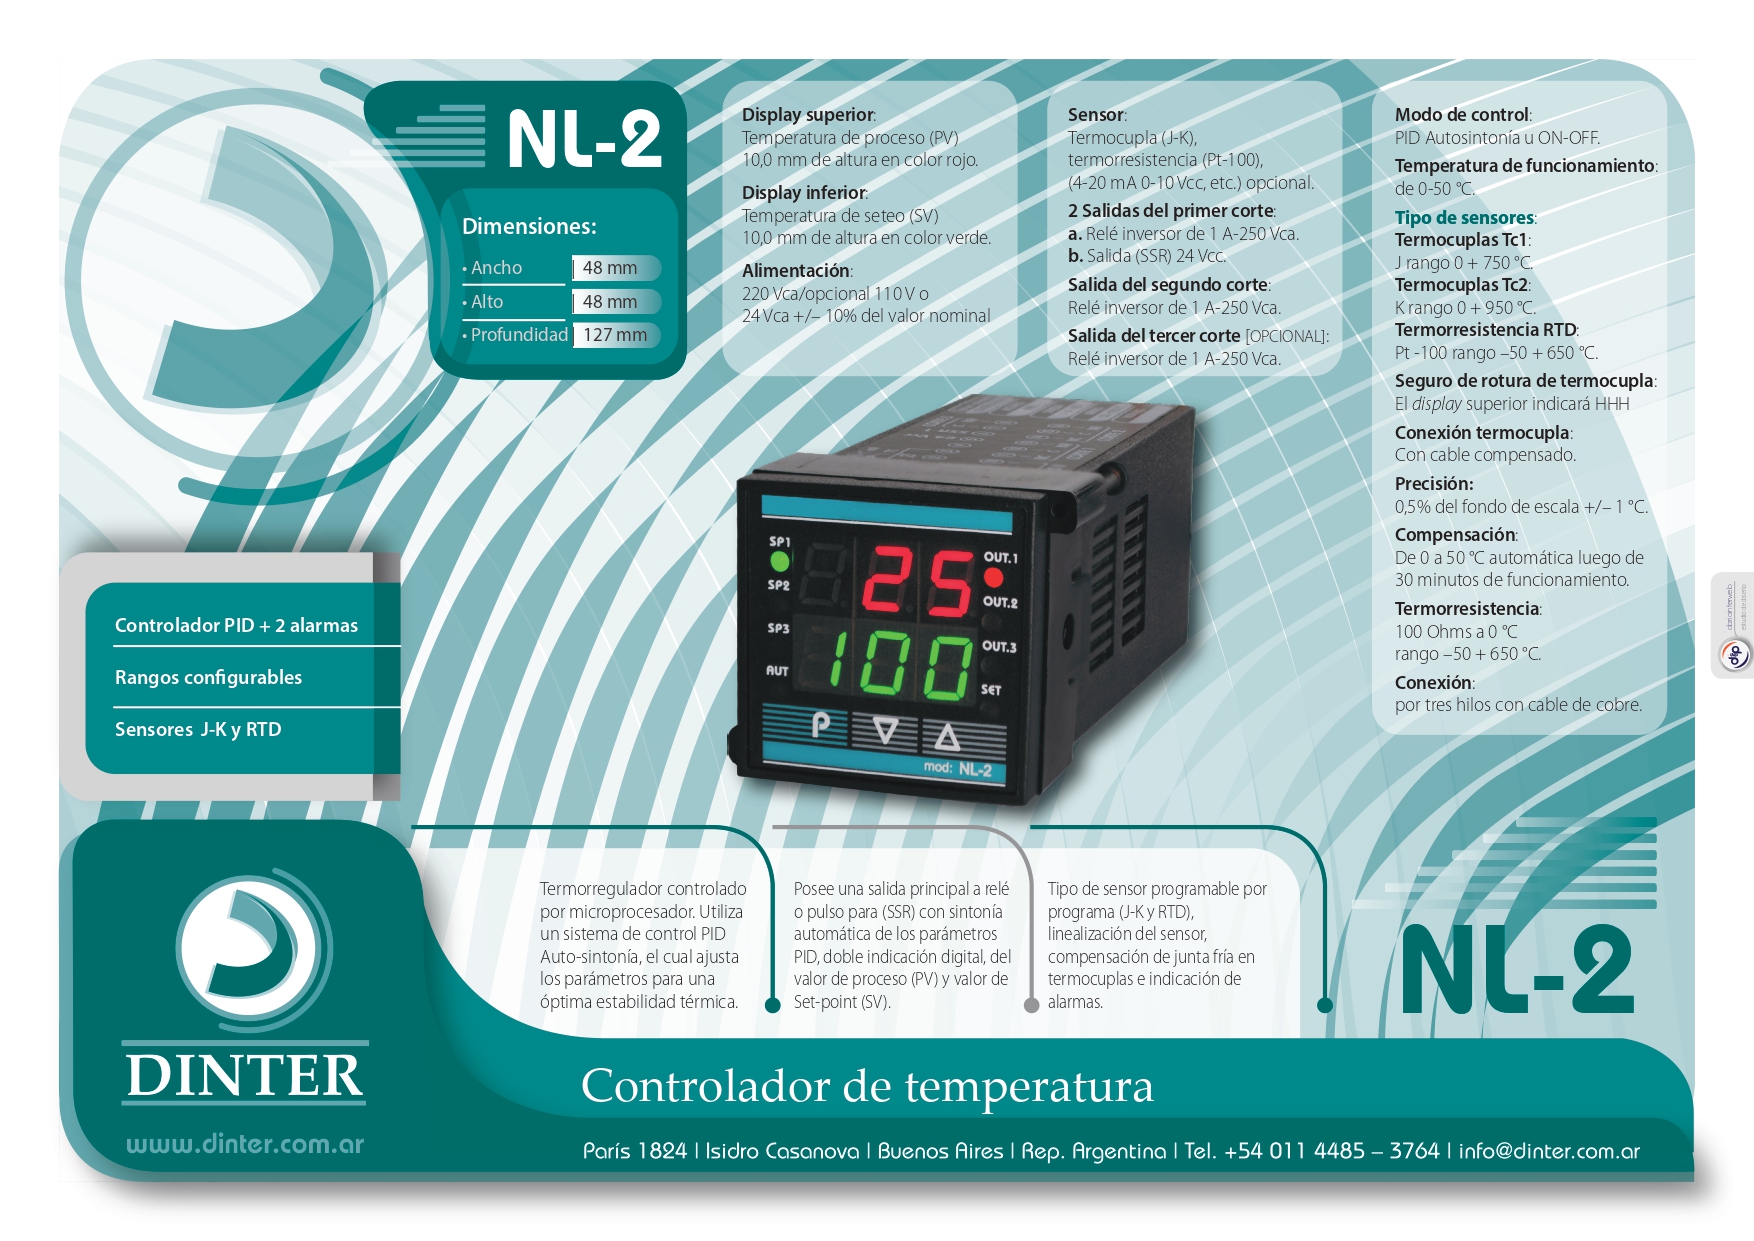 NL-2
Dimensiones:
• Ancho 48 mm
• Alto 48 mm
• Profundidad 127 mm
Display superior:
Temperatura de proceso (PV)
10,0 mm de altura en color rojo.
Display inferior:
Temperatura de seteo (SV)
10,0 mm de altura en color verde.
Alimentación:
220 Vca/opcional 110 V o
24 Vca +/– 10% del valor nominal
Sensor:
Termocupla (J-K),
termorresistencia (Pt-100),
(4-20 mA 0-10 Vcc, etc.) opcional.
2 Salidas del primer corte:
a. Relé inversor de 1 A-250 Vca.
b. Salida (SSR) 24 Vcc.
Salida del segundo corte:
Relé inversor de 1 A-250 Vca.
Salida del tercer corte [OPCIONAL]:
Relé inversor de 1 A-250 Vca.
Modo de control:
PID Autosintonía u ON-OFF.
Temperatura de funcionamiento:
de 0-50 °C.
Tipo de sensores:
Termocuplas Tc1:
J rango 0 + 750 °C.
Termocuplas Tc2:
K rango 0 + 950 °C.
Termorresistencia RTD:
Pt -100 rango –50 + 650 °C.
Seguro de rotura de termocupla:
El display superior indicará HHH
Conexión termocupla:
Con cable compensado.
Precisión:
0,5% del fondo de escala +/– 1 °C.
Compensación:
De 0 a 50 °C automática luego de
30 minutos de funcionamiento.
Termorresistencia:
100 Ohms a 0 °C
rango –50 + 650 °C.
Conexión:
por tres hilos con cable de cobre.
Controlador PID + 2 alarmas
Rangos configurables
Sensores J-K y RTD
SP1
25
OUT.1
SP2
OUT.2
SP3
100
OUT.3
AUT
SET
P
mod: NL-2
Termorregulador controlado
por microprocesador. Utiliza
un sistema de control PID
Auto-sintonía, el cual ajusta
los parámetros para una
óptima estabilidad térmica.
Posee una salida principal a relé
o pulso para (SSR) con sintonía
automática de los parámetros
PID, doble indicación digital, del
valor de proceso (PV) y valor de
Set-point (SV).
Tipo de sensor programable por
programa (J-K y RTD),
linealización del sensor,
compensación de junta fría en
termocuplas e indicación de
alarmas.
NL-2
DINTER
www.dinter.com.ar
Controlador de temperatura
París 1824 | Isidro Casanova | Buenos Aires | Rep. Argentina | Tel. +54 011 4485 – 3764 | info@dinter.com.ar